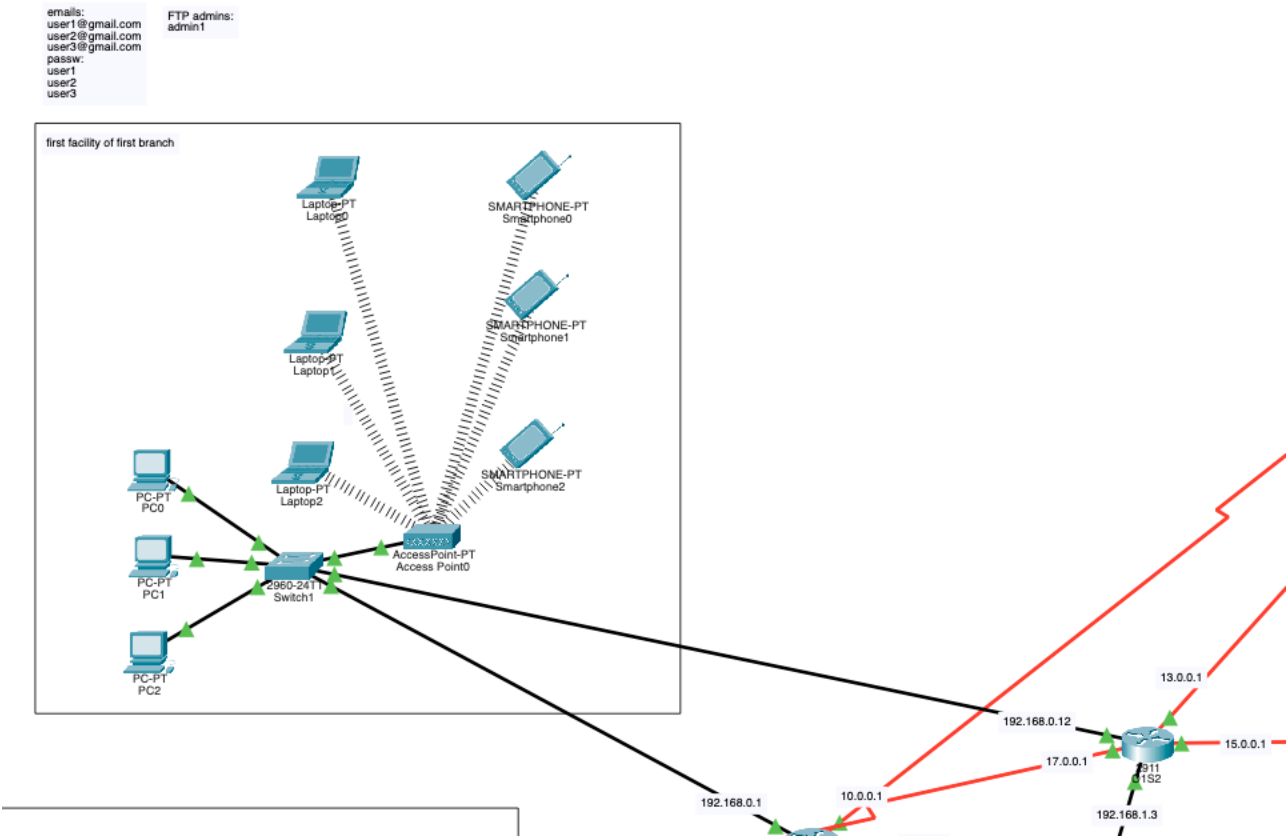 emails:
user1@gmail.com
user2@gmail.com
user3@gmail.com
passw:
user1
user2
user3
FTP admins:
admin1
first facility of first branch
Laptop-PT
Laptop0
SMARTPHONE-PT
Smartphone0
SMARTPHONE-PT
Smartphone1
Laptop-PT
Laptop1
SMARTPHONE-PT
Smartphone2
Laptop-PT
Laptop2
PC-PT
PC0
AccessPoint-PT
Access Point0
PC-PT
PC1
2960-24TT
Switch1
PC-PT
PC2
13.0.0.1
192.168.0.12
15.0.0.1
17.0.0.1
2911
10.0.0.1
192.168.0.1
192.168.1.3